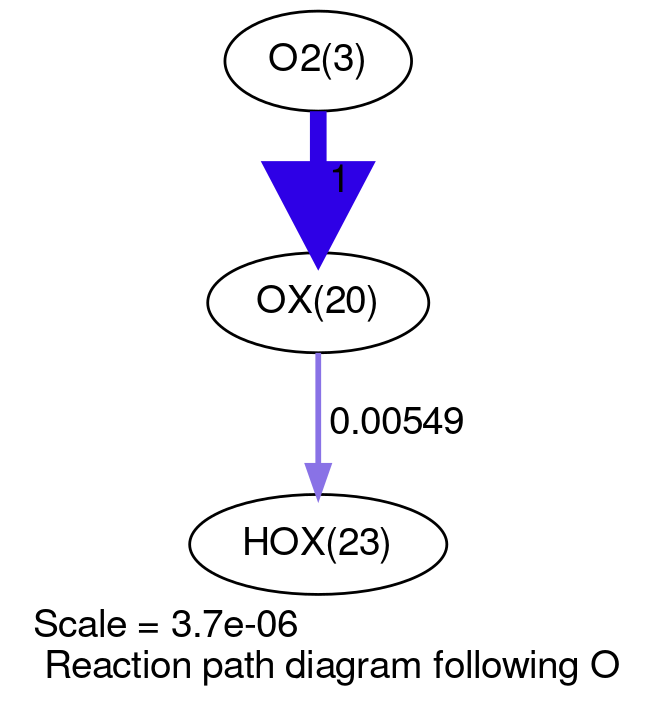 O2(3)
1
OX(20)
0.00549
HOX(23)
Scale = 3.7e-06
Reaction path diagram following O